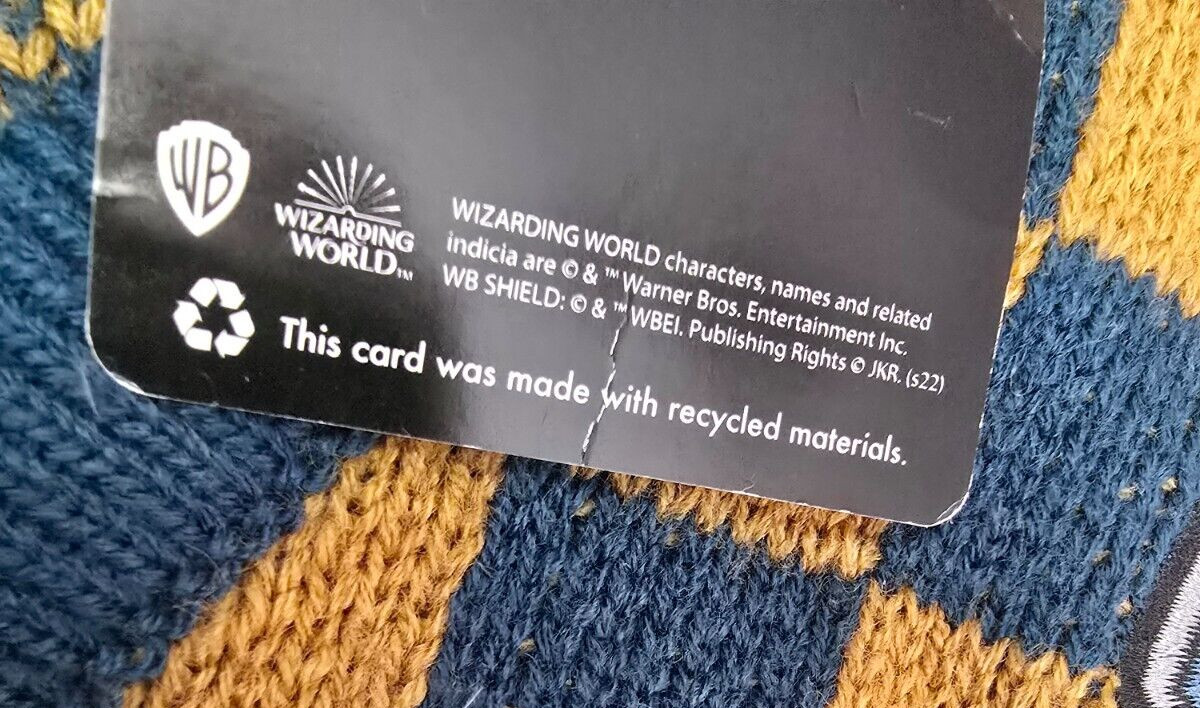 WB
WIZARDING
WORLD™
WIZARDING WORLD characters, names and related
indicia are © & ™ Warner Bros. Entertainment Inc.
WB SHIELD: © & ™ WBEI. Publishing Rights © JKR. (s22)
This card was made with recycled materials.